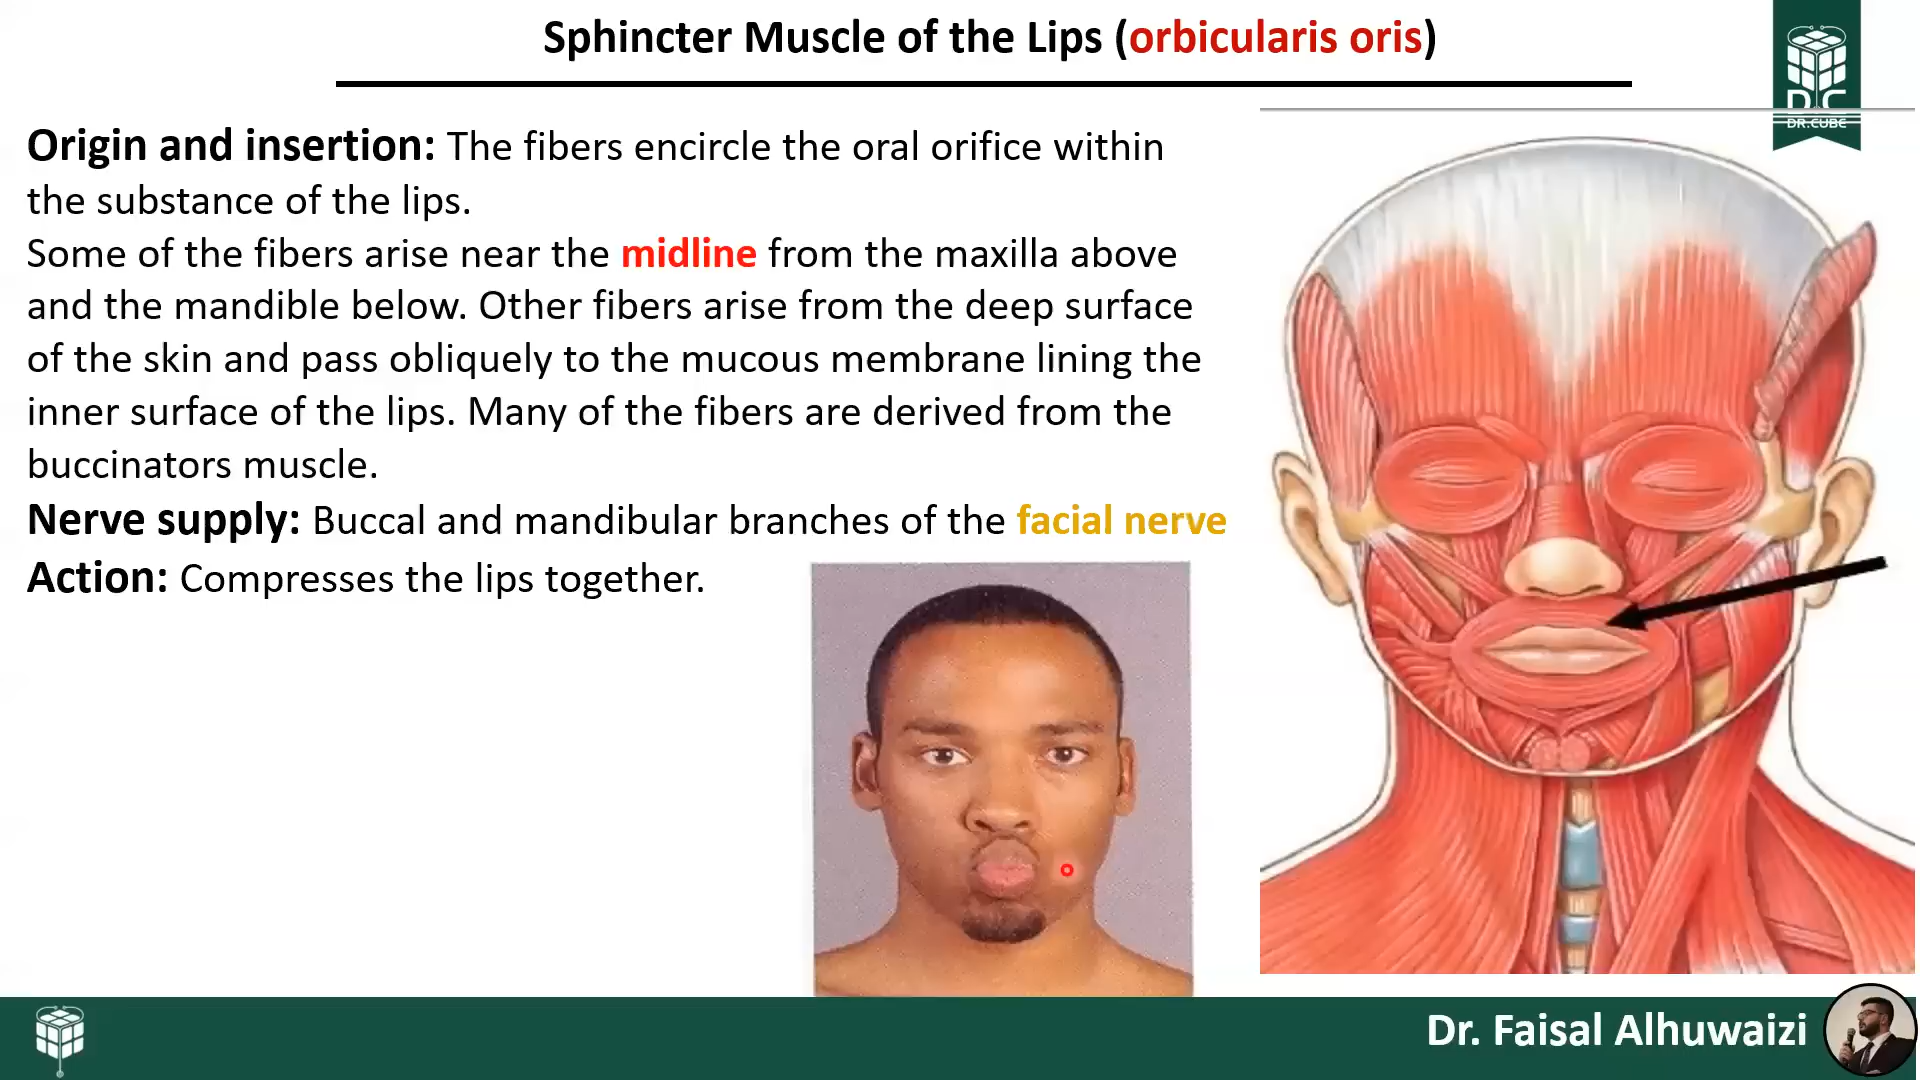 Sphincter Muscle of the Lips (orbicularis oris)
DC
DR.CUBE
Origin and insertion: The fibers encircle the oral orifice within
the substance of the lips.
Some of the fibers arise near the midline from the maxilla above
and the mandible below. Other fibers arise from the deep surface
of the skin and pass obliquely to the mucous membrane lining the
inner surface of the lips. Many of the fibers are derived from the
buccinators muscle.
Nerve supply: Buccal and mandibular branches of the facial nerve
Action: Compresses the lips together.
Dr. Faisal Alhuwaizi